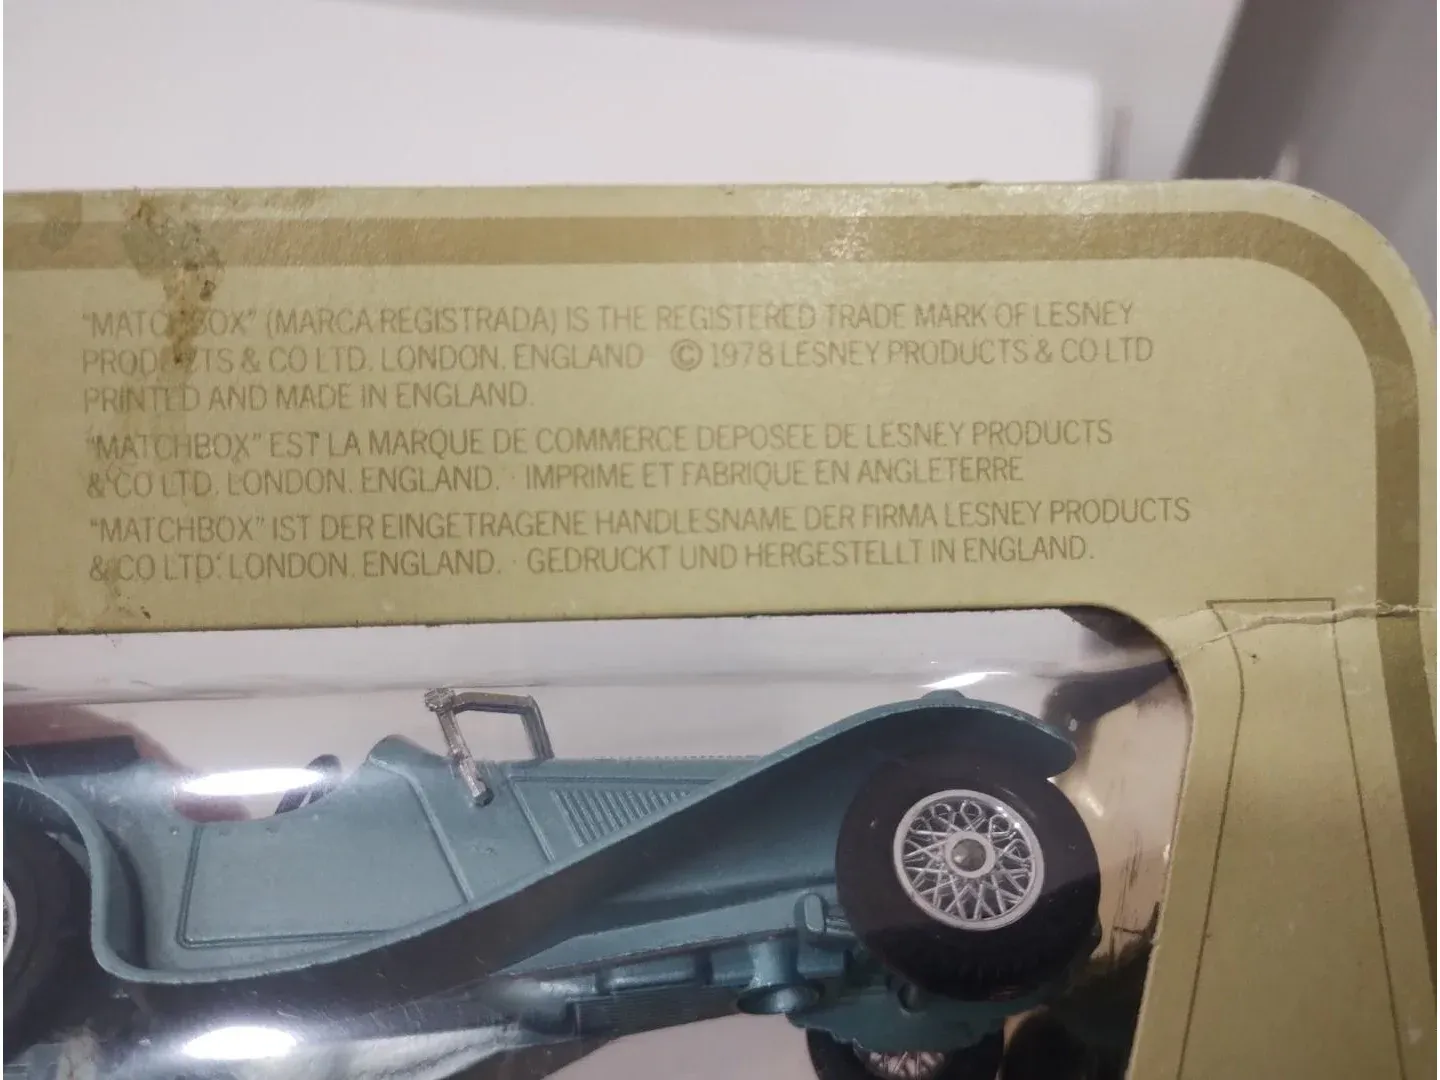 "MATCHBOX" (MARCA REGISTRADA) IS THE REGISTERED TRADE MARK OF LESNEY
PRODUCTS & CO LTD. LONDON. ENGLAND © 1978 LESNEY PRODUCTS & CO LTD
PRINTED AND MADE IN ENGLAND.
"MATCHBOX" EST LA MARQUE DE COMMERCE DEPOSEE DE LESNEY PRODUCTS
& CO LTD. LONDON. ENGLAND. · IMPRIME ET FABRIQUE EN ANGLETERRE
"MATCHBOX" IST DER EINGETRAGENE HANDLESNAME DER FIRMA LESNEY PRODUCTS
& CO LTD. LONDON. ENGLAND. · GEDRUCKT UND HERGESTELLT IN ENGLAND.